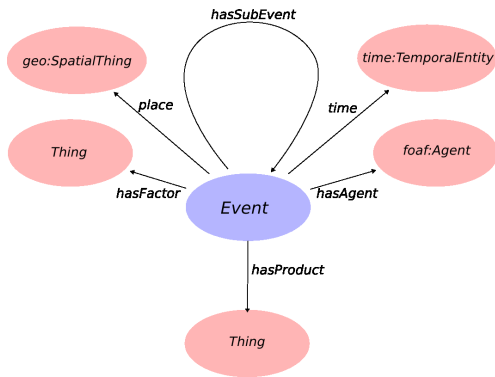 hasSubEvent
geo:SpatialThing
time:TemporalEntity
place
time
Thing
foaf:Agent
hasFactor
hasAgent
Event
hasProduct
Thing